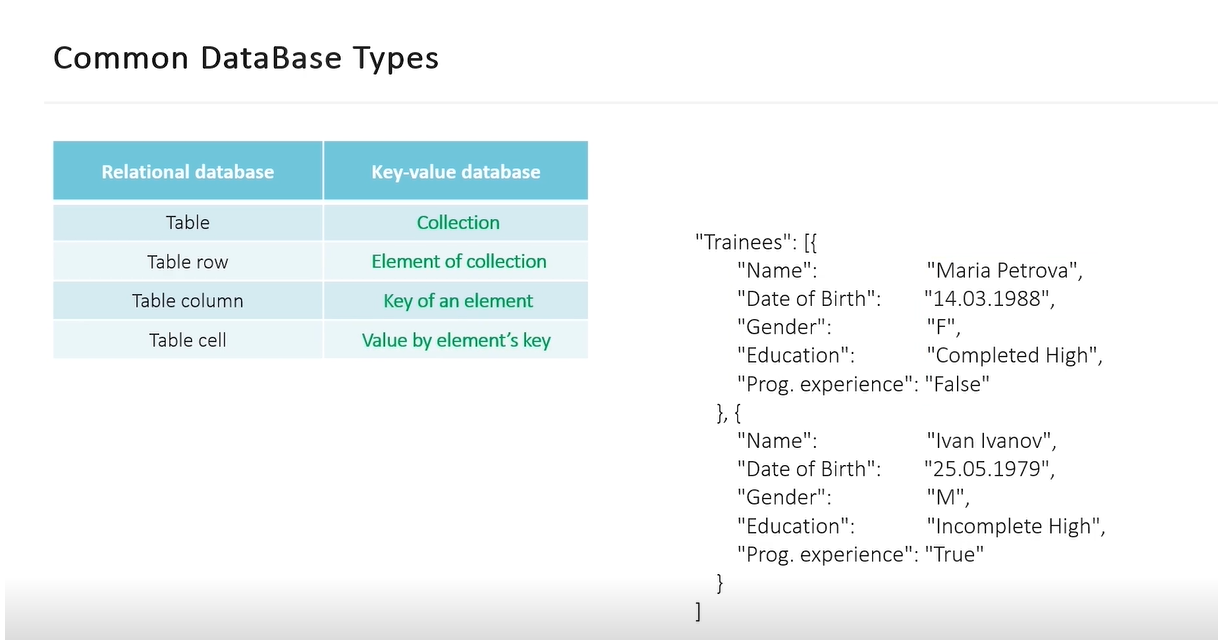 Common DataBase Types
Relational database Key-value database
Table Collection
Table row Element of collection
Table column Key of an element
Table cell Value by element's key
"Trainees": [{
"Name": "Maria Petrova",
"Date of Birth": "14.03.1988",
"Gender": "F",
"Education": "Completed High",
"Prog. experience": "False"
}, {
"Name": "Ivan Ivanov",
"Date of Birth": "25.05.1979",
"Gender": "M",
"Education": "Incomplete High",
"Prog. experience": "True"
}
]